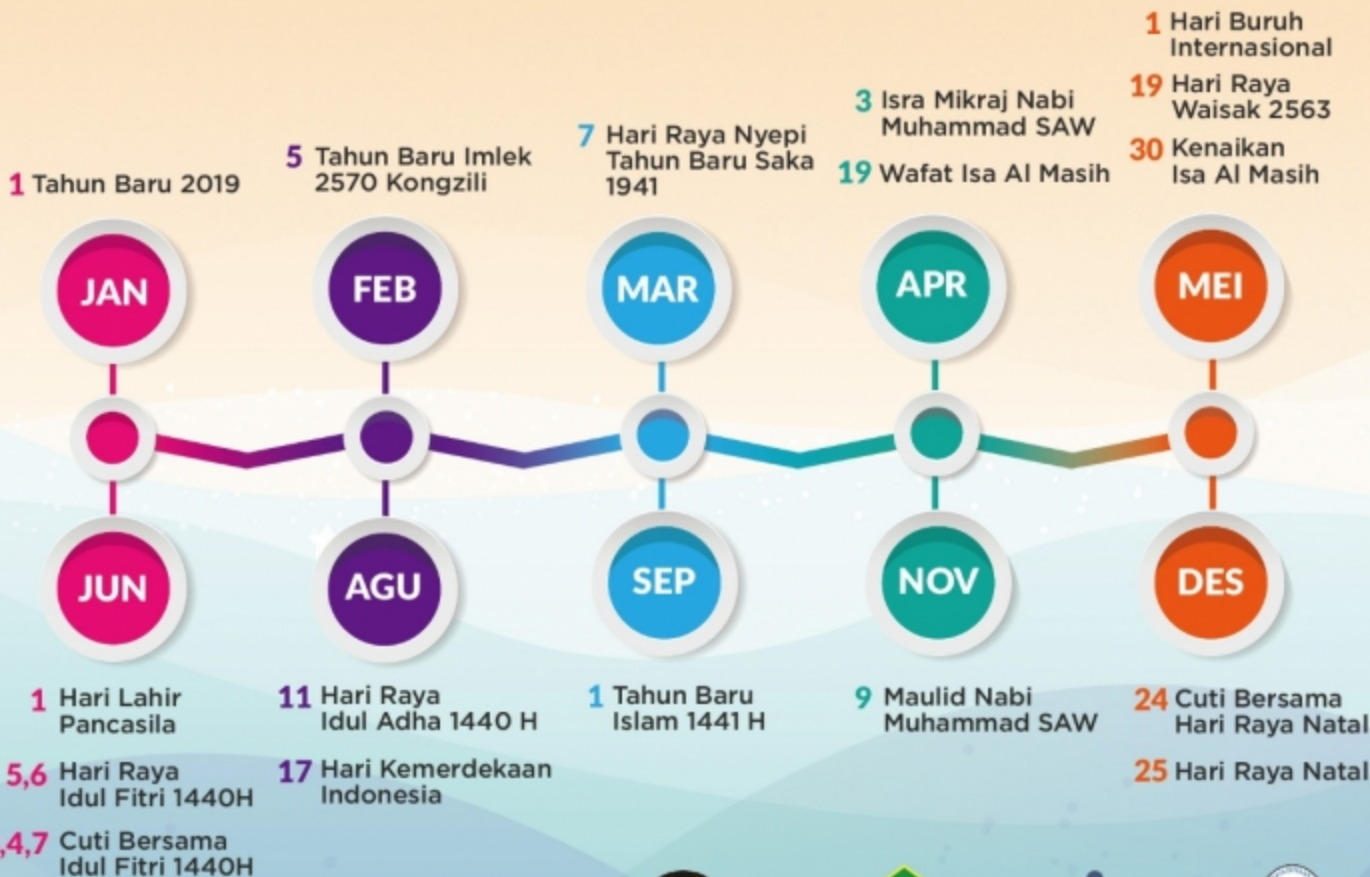 1 Tahun Baru 2019
5 Tahun Baru Imlek
2570 Kongzili
7 Hari Raya Nyepi
Tahun Baru Saka
1941
3 Isra Mikraj Nabi
Muhammad SAW
19 Wafat Isa Al Masih
1 Hari Buruh
Internasional
19 Hari Raya
Waisak 2563
30 Kenaikan
Isa Al Masih
JAN
FEB
MAR
APR
MEI
JUN
AGU
SEP
NOV
DES
1 Hari Lahir
Pancasila
5,6 Hari Raya
Idul Fitri 1440H
,4,7 Cuti Bersama
Idul Fitri 1440H
11 Hari Raya
Idul Adha 1440 H
17 Hari Kemerdekaan
Indonesia
1 Tahun Baru
Islam 1441 H
9 Maulid Nabi
Muhammad SAW
24 Cuti Bersama
Hari Raya Natal
25 Hari Raya Natal